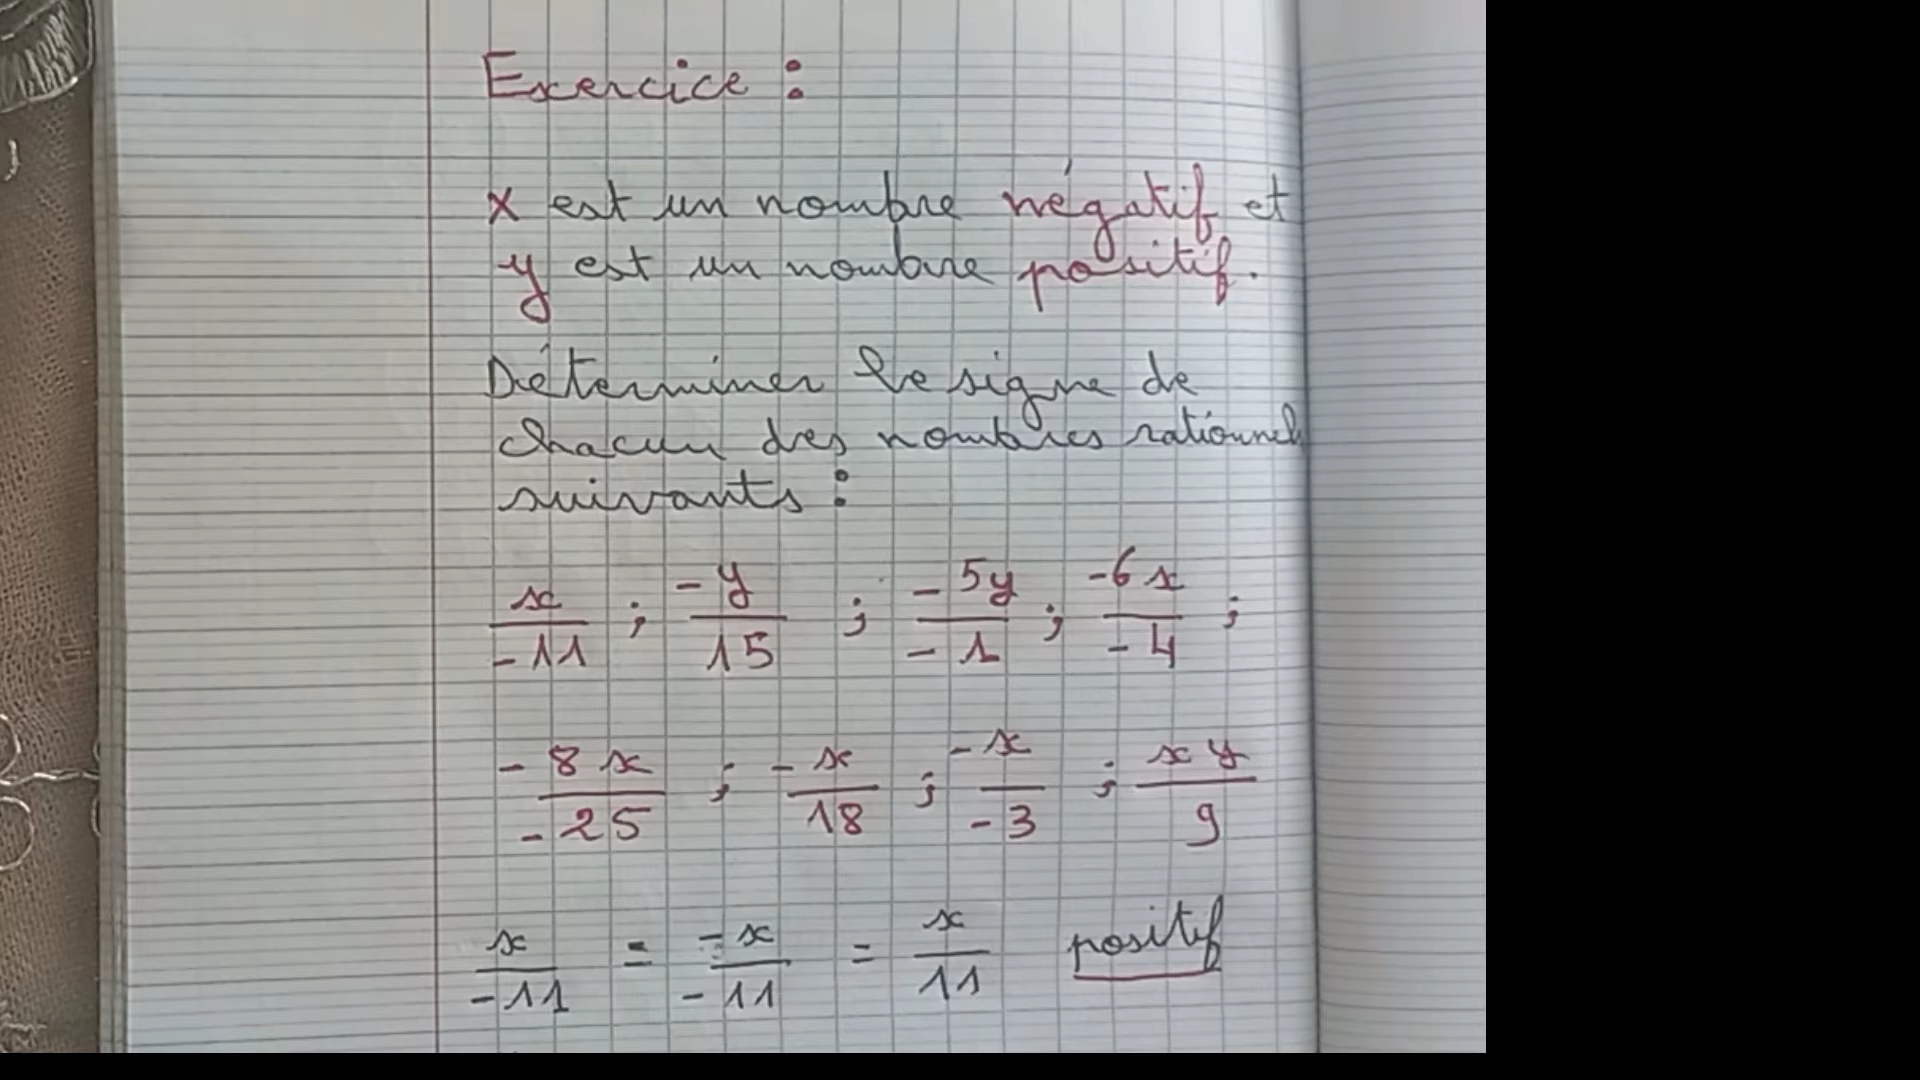 Exercice :
x est un nombre négatif et
y est un nombre positif.
Déterminer le signe de
chacun des nombres rationnels
suivants :
x/-11 ; -y/15 ; -5y/-1 ; -6x/-4 ;
-8x/-25 ; -x/18 ; -x/-3 ; xy/9
x/-11 = -x/-11 = x/11 positif